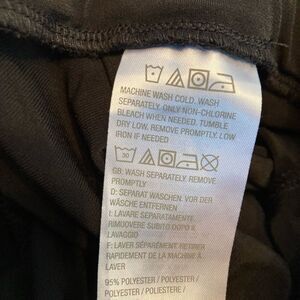 MACHINE WASH COLD. WASH
SEPARATELY. ONLY NON-CHLORINE
BLEACH WHEN NEEDED. TUMBLE
DRY LOW. REMOVE PROMPTLY. LOW
IRON IF NEEDED
30
GB: WASH SEPARATELY. REMOVE
PROMPTLY
D: SEPARAT WASCHEN. VOR DER
WÄSCHE ENTFERNEN
I: LAVARE SEPARATAMENTE.
RIMUOVERE SUBITO DOPO IL
LAVAGGIO
F: LAVER SÉPARÉMENT. RETIRER
RAPIDEMENT DE LA MACHINE À
LAVER
95% POLYESTER / POLYESTER /
POLYESTER / POLIESTERE /